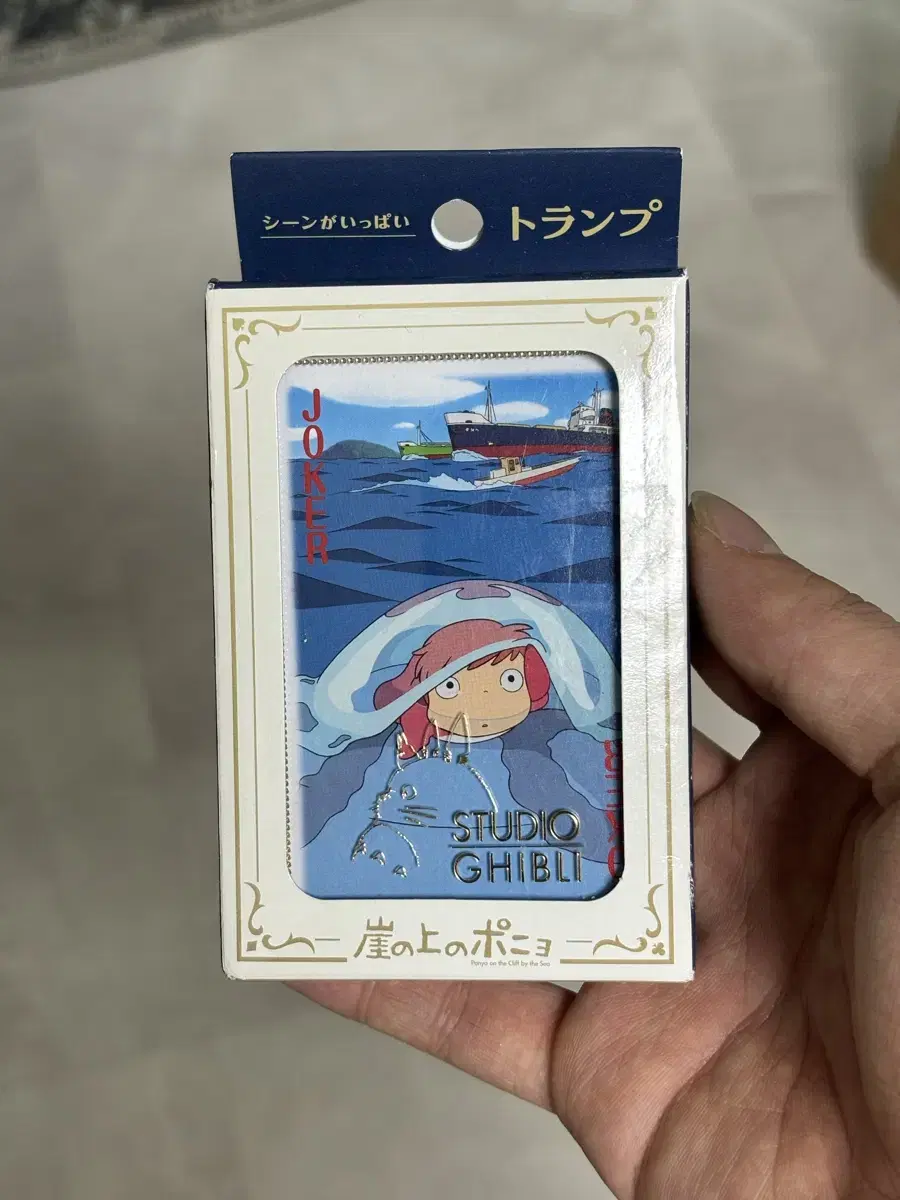 シーンがいっぱい
トランプ
JOKER
JOKER
STUDIO
GHIBLI
崖の上のポニョ
Ponyo on the Cliff by the Sea